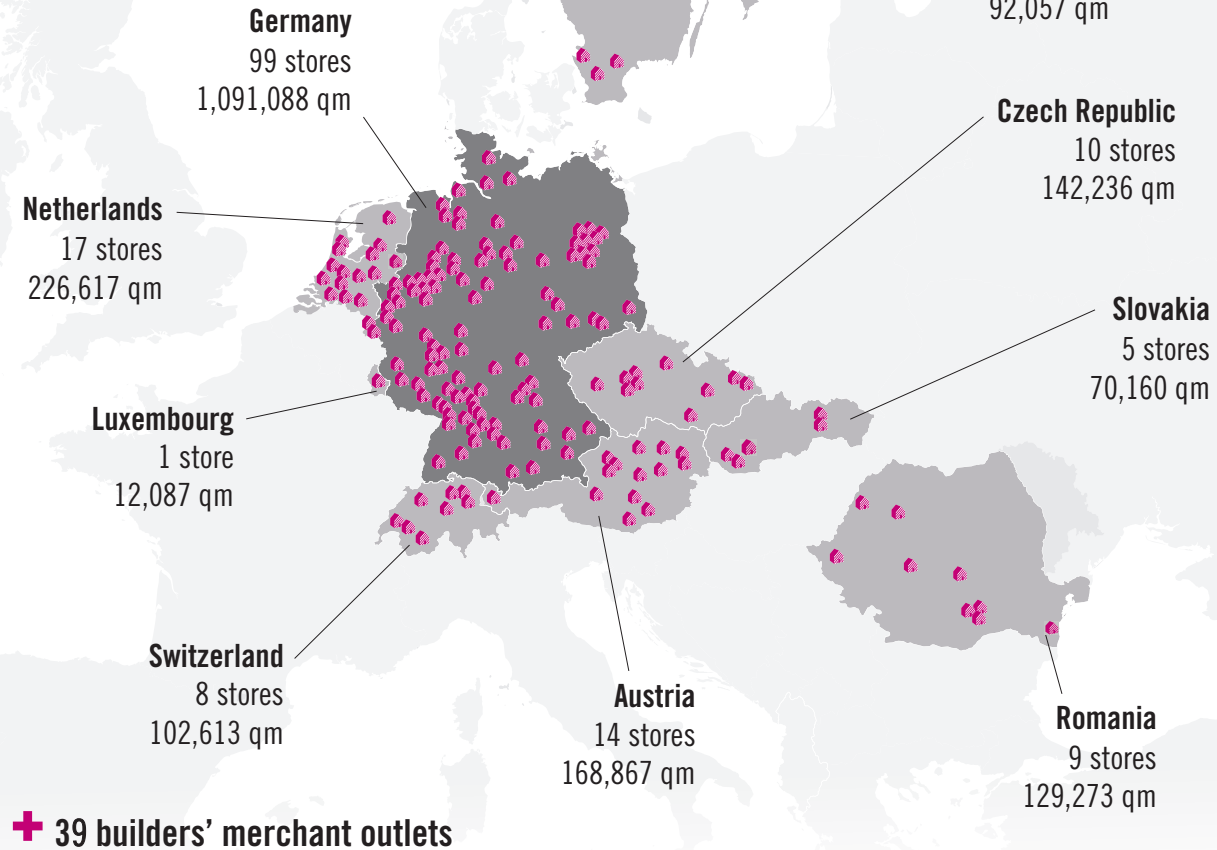 92,057 qm
Germany
99 stores
1,091,088 qm
Czech Republic
10 stores
142,236 qm
Netherlands
17 stores
226,617 qm
Slovakia
5 stores
70,160 qm
Luxembourg
1 store
12,087 qm
Switzerland
8 stores
102,613 qm
Austria
14 stores
168,867 qm
Romania
9 stores
129,273 qm
+ 39 builders’ merchant outlets